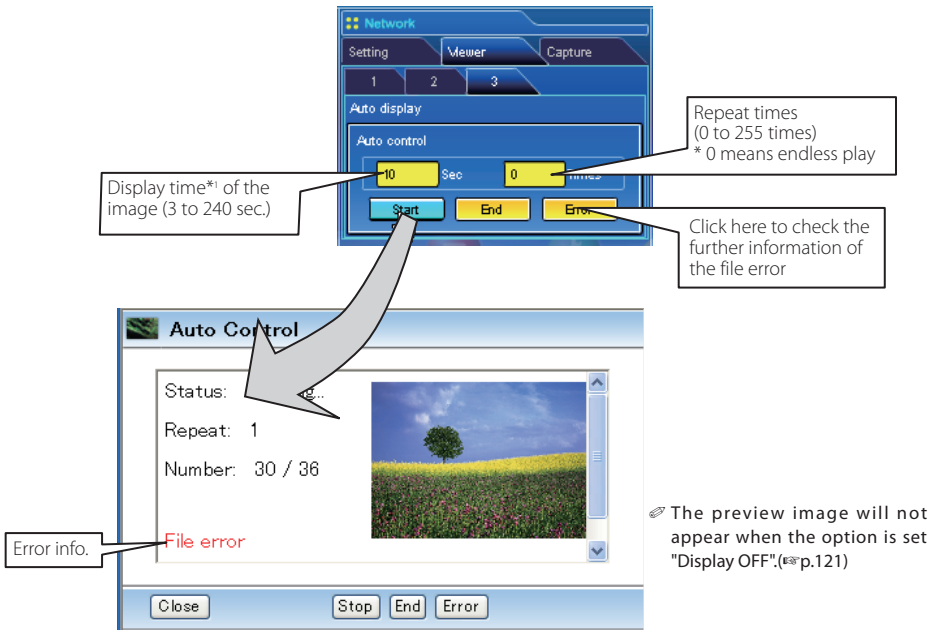 Network
Setting Viewer Capture
1 2 3
Auto display
Auto control
10 Sec 0 Times
Start End Error
Repeat times
(0 to 255 times)
* 0 means endless play
Display time*1 of the
image (3 to 240 sec.)
Click here to check the
further information of
the file error
Auto Control
Status:
Repeat: 1
Number: 30 / 36
File error
Error info.
Close Stop End Error
The preview image will not
appear when the option is set
"Display OFF".(☞p.121)